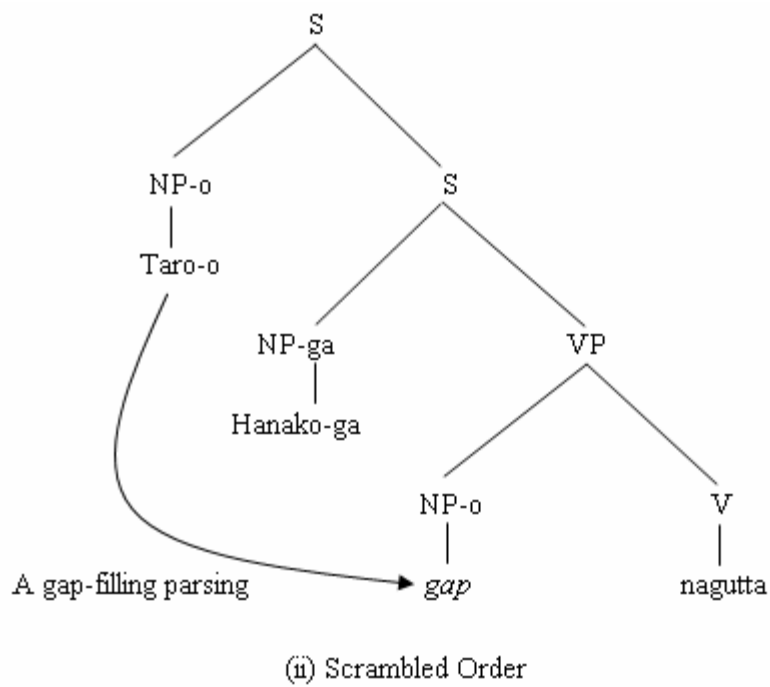 S
NP-o S
Taro-o
NP-ga VP
Hanako-ga
NP-o V
A gap-filling parsing gap nagutta
(ii) Scrambled Order